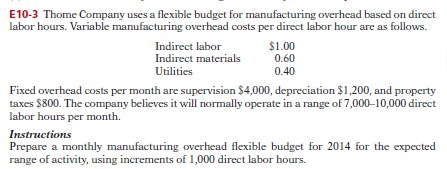 E10-3 Thome Company uses a flexible budget for manufacturing overhead based on direct
labor hours. Variable manufacturing overhead costs per direct labor hour are as follows.
Indirect labor $1.00
Indirect materials 0.60
Utilities 0.40
Fixed overhead costs per month are supervision $4,000, depreciation $1,200, and property
taxes $800. The company believes it will normally operate in a range of 7,000–10,000 direct
labor hours per month.
Instructions
Prepare a monthly manufacturing overhead flexible budget for 2014 for the expected
range of activity, using increments of 1,000 direct labor hours.